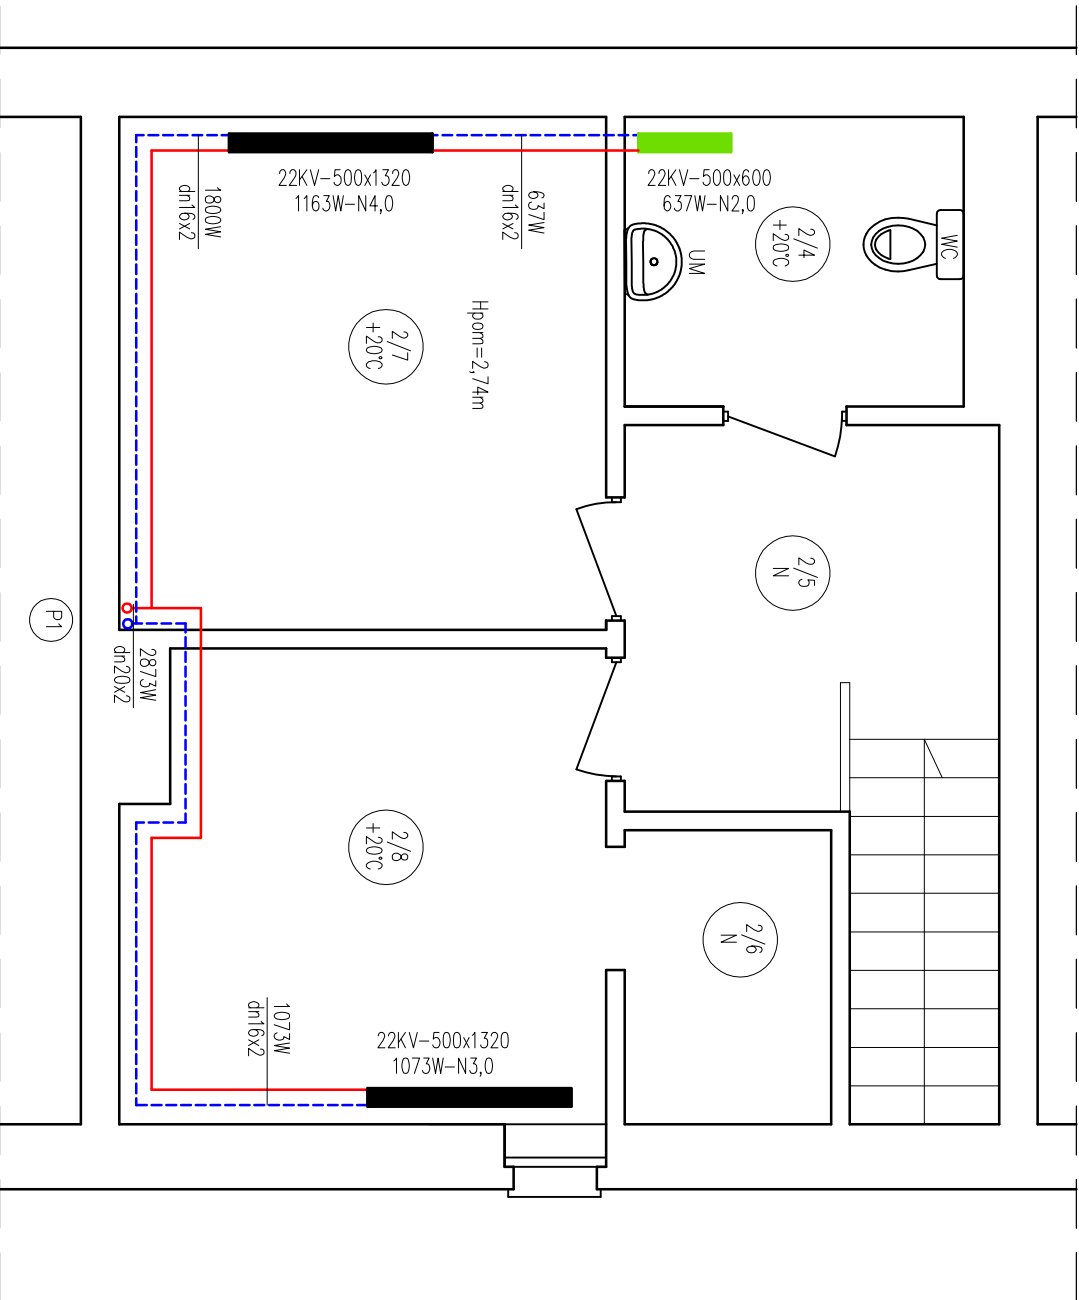 22KV-500x1320
1163W-N4,0
22KV-500x600
637W-N2,0
1800W
dn16x2
637W
dn16x2
2/4
+20°C
WC
UM
Hpom=2,74m
2/7
+20°C
2/5
N
P1
2873W
dn20x2
2/8
+20°C
2/6
N
1073W
dn16x2
22KV-500x1320
1073W-N3,0